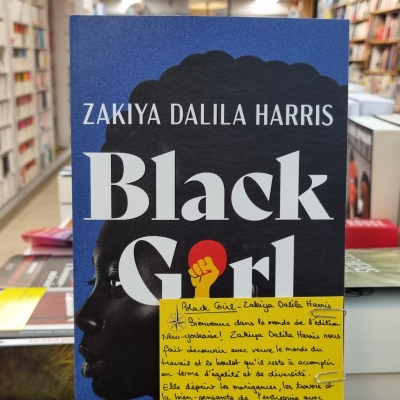 ZAKIYA DALILA HARRIS
Black
Girl
Black Girl - Zakiya Dalila Harris
Bienvenue dans le monde de l'édition
New-yorkaise! Zakiya Dalila Harris nous
fait découvrir avec verve le monde du
travail et le boulot qu'il reste à accomplir
en terme d'égalité et de diversité.
Elle dépeint les manigances, les travers et
la bien-pensance de l'entreprise avec